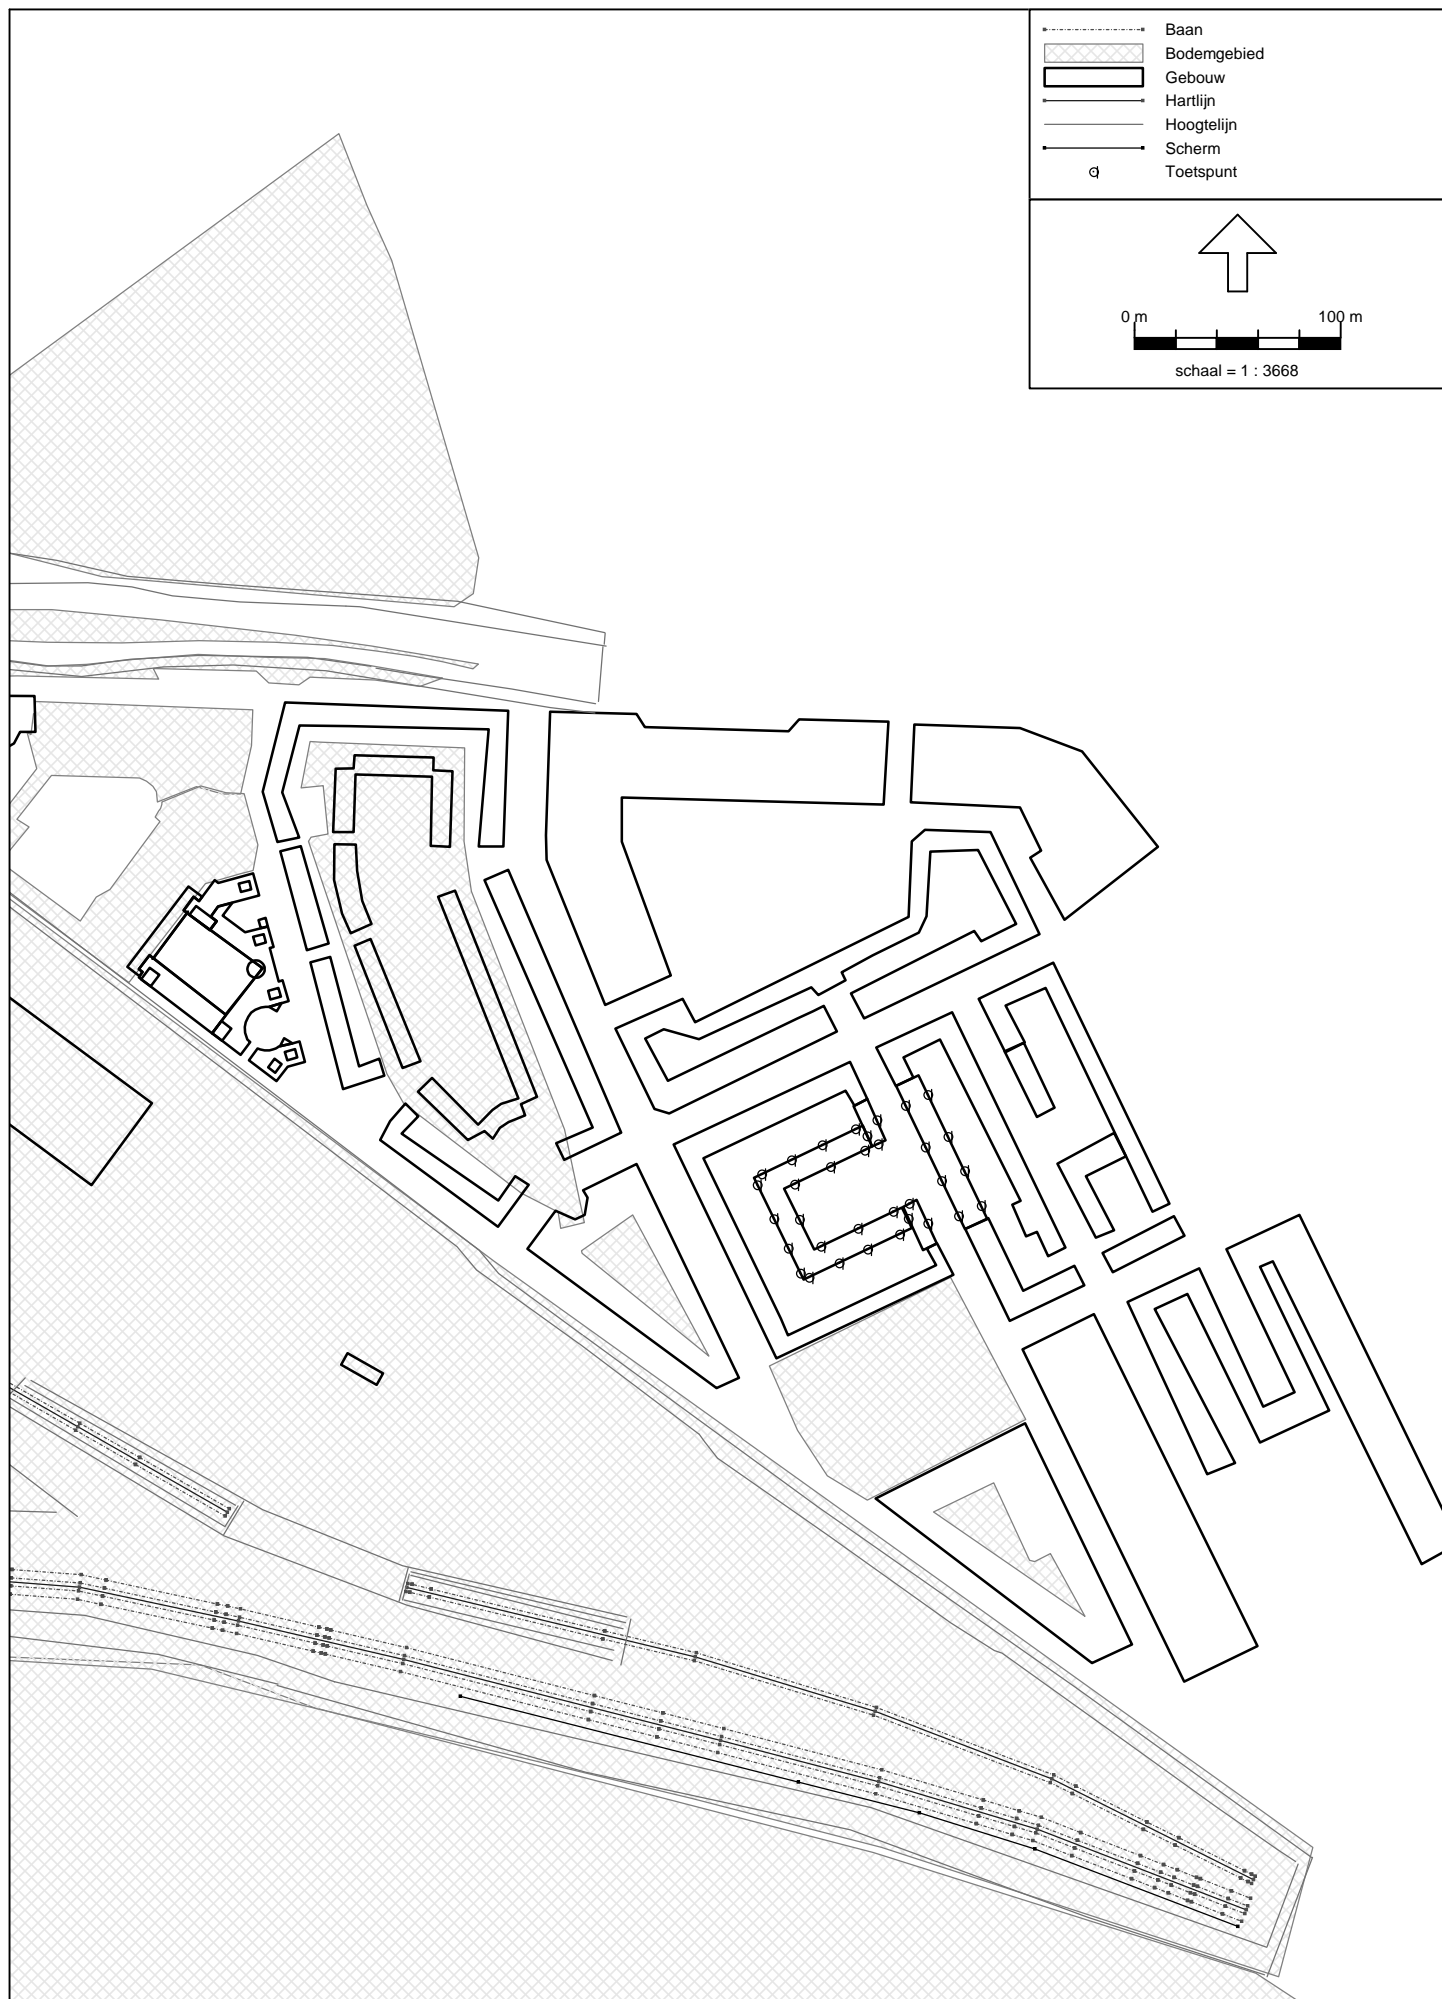 Baan
Bodemgebied
Gebouw
Hartlijn
Hoogtelijn
Scherm
Toetspunt
0 m 100 m
schaal = 1 : 3668